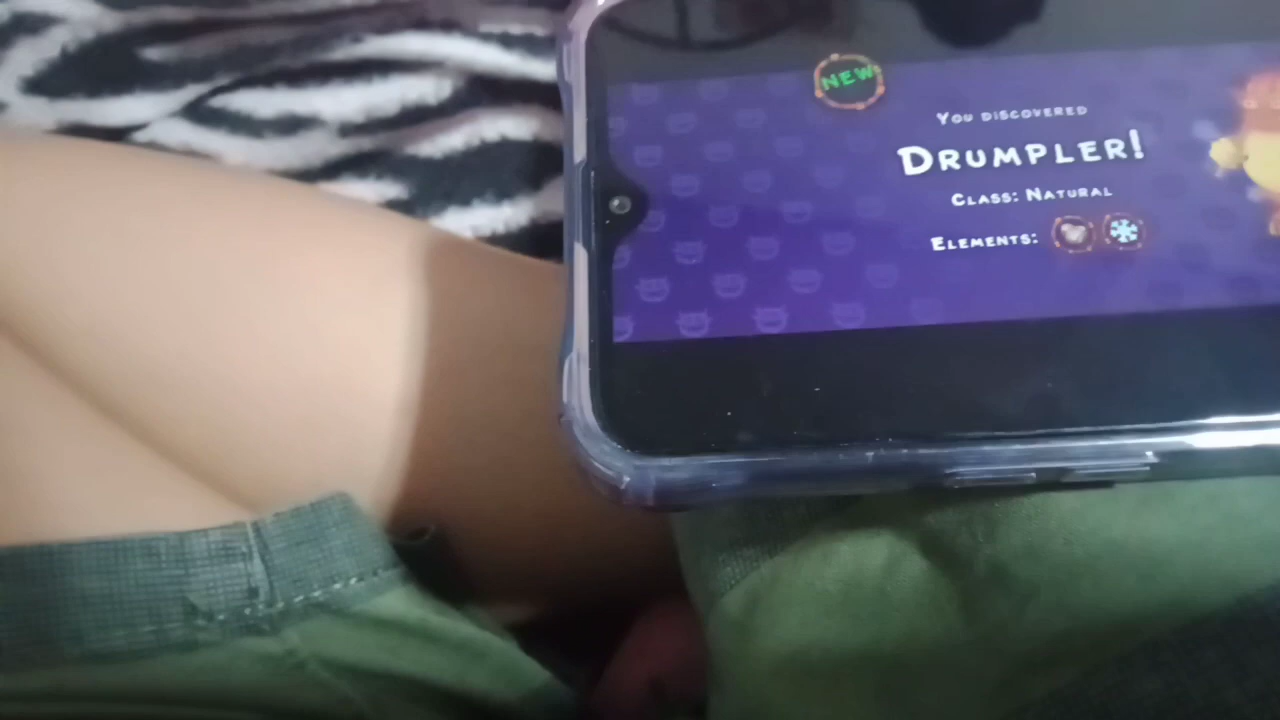 NEW
YOU DISCOVERED
DRUMPLER!
CLASS: NATURAL
ELEMENTS: